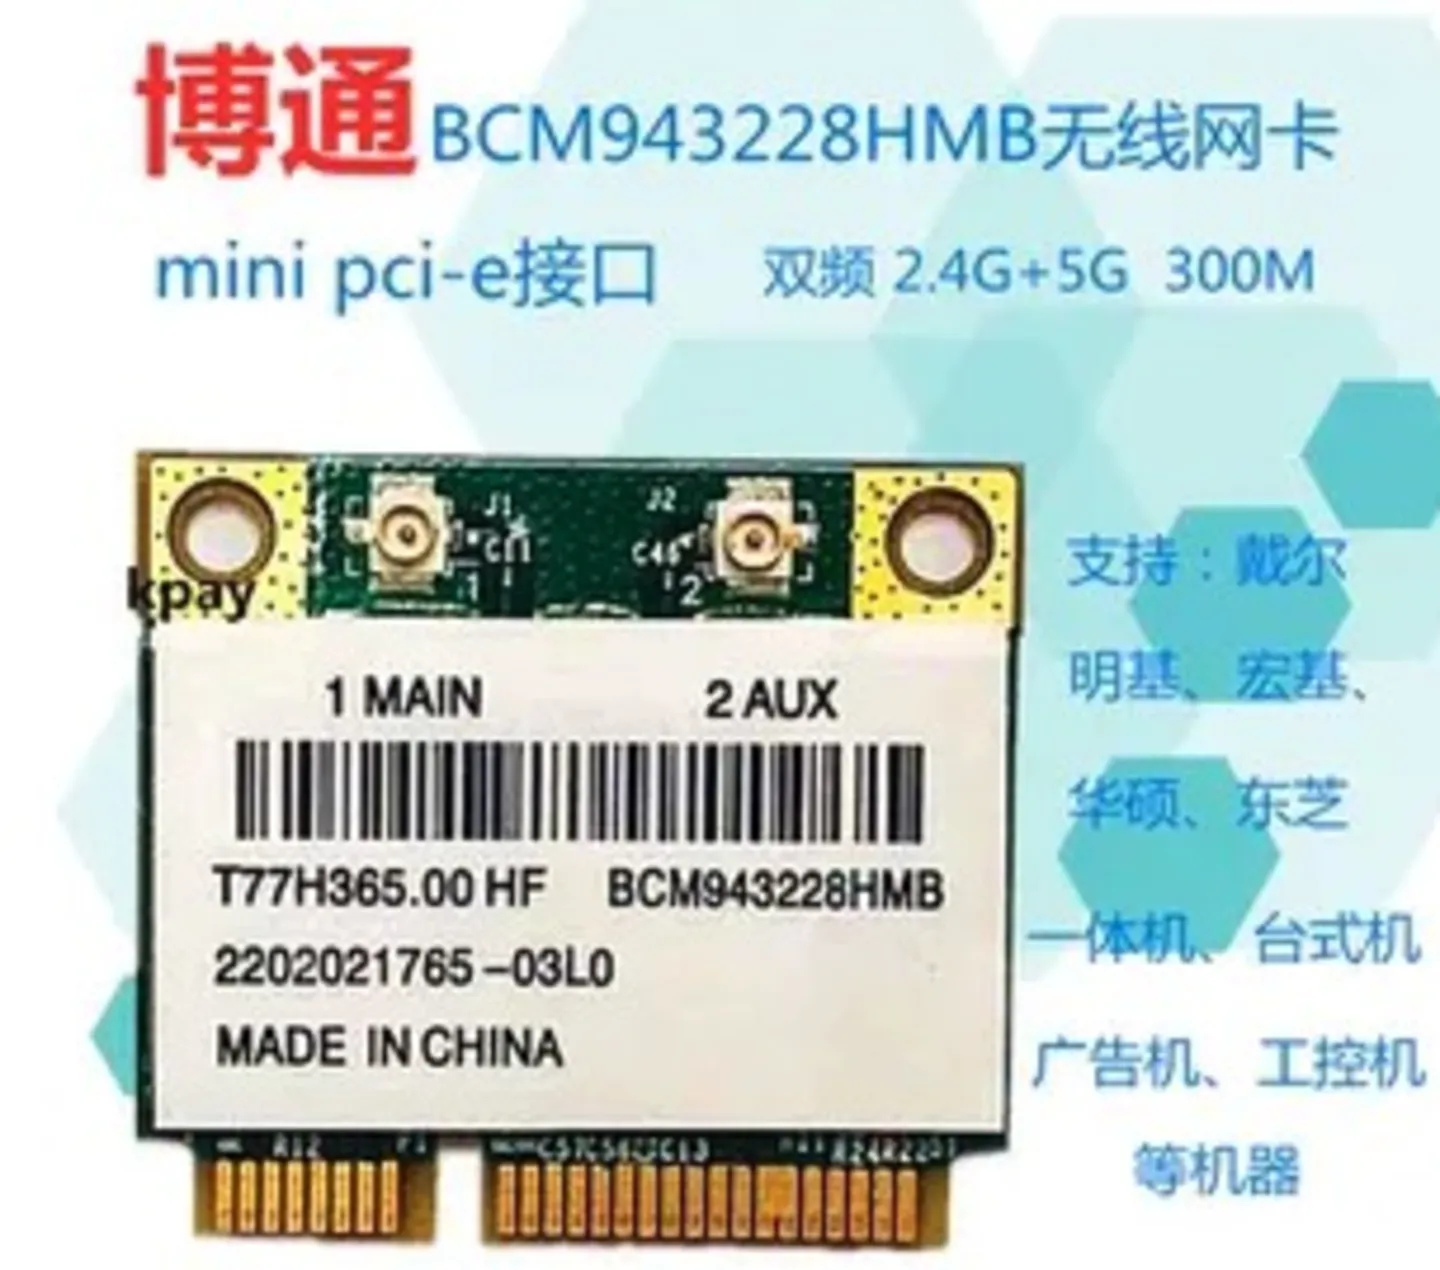 博通BCM943228HMB无线网卡
mini pci-e接口 双频 2.4G+5G 300M
J1
J2
C11
C46
1
2
kpay
支持：戴尔
明基、宏基、
华硕、东芝
一体机、台式机
广告机、工控机
等机器
1 MAIN 2 AUX
T77H365.00 HF BCM943228HMB
2202021765-03L0
MADE IN CHINA
R12